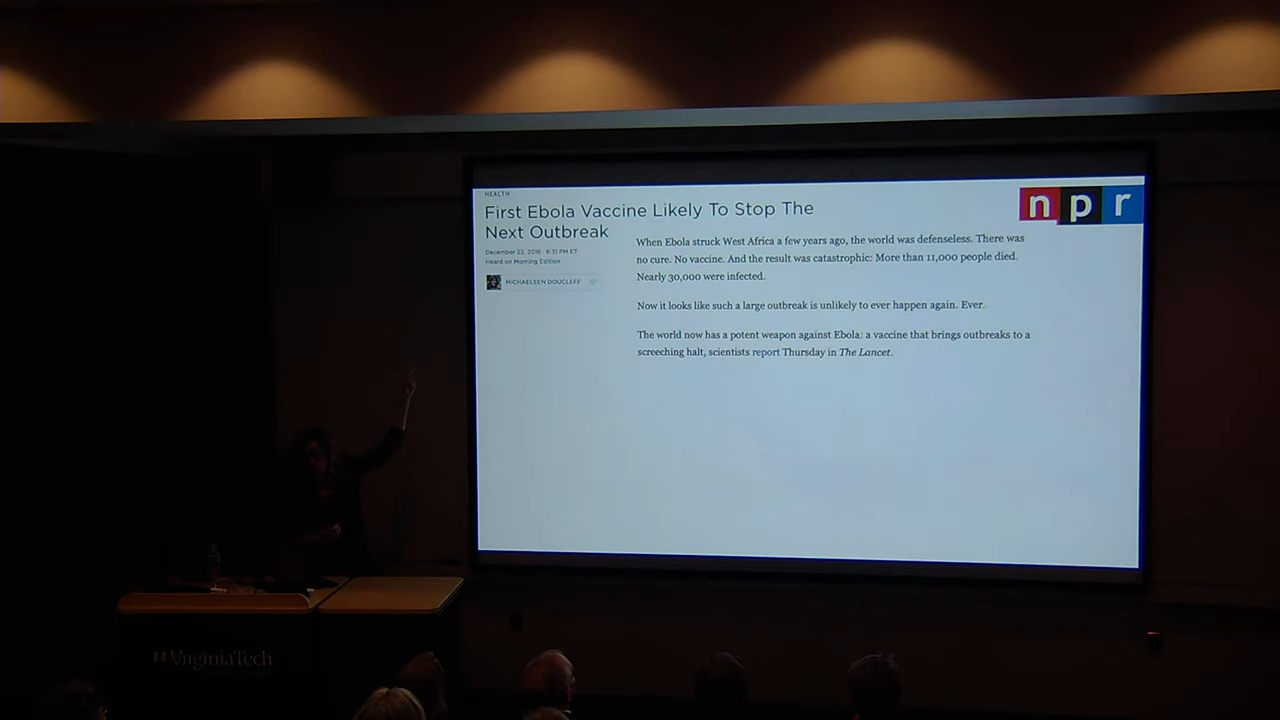 HEALTH
npr
First Ebola Vaccine Likely To Stop The
Next Outbreak
December 22, 2016 · 6:31 PM ET
Heard on Morning Edition
MICHAELEEN DOUCLEFF
When Ebola struck West Africa a few years ago, the world was defenseless. There was
no cure. No vaccine. And the result was catastrophic: More than 11,000 people died.
Nearly 30,000 were infected.
Now it looks like such a large outbreak is unlikely to ever happen again. Ever.
The world now has a potent weapon against Ebola: a vaccine that brings outbreaks to a
screeching halt, scientists report Thursday in The Lancet.
VirginiaTech